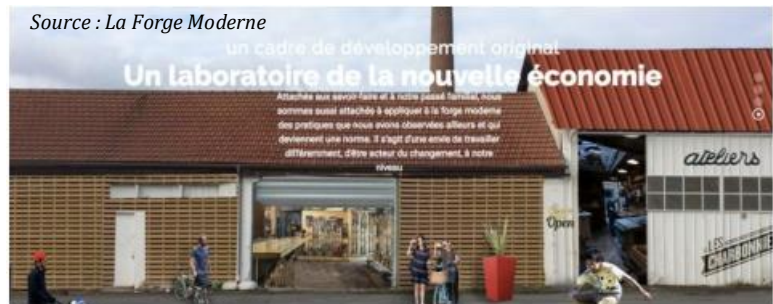 Source : La Forge Moderne
un cadre de développement original
Un laboratoire de la nouvelle économie
Attachés aux savoir-faire et à notre passé familial, nous
sommes aussi attachés à appliquer à la forge moderne
des pratiques que nous avons observées ailleurs et qui
deviennent une norme. Il s'agit d'une envie de travailler
différemment, d'être acteur du changement, à notre
niveau
ateliers
Open
LES
CHARBONNIE